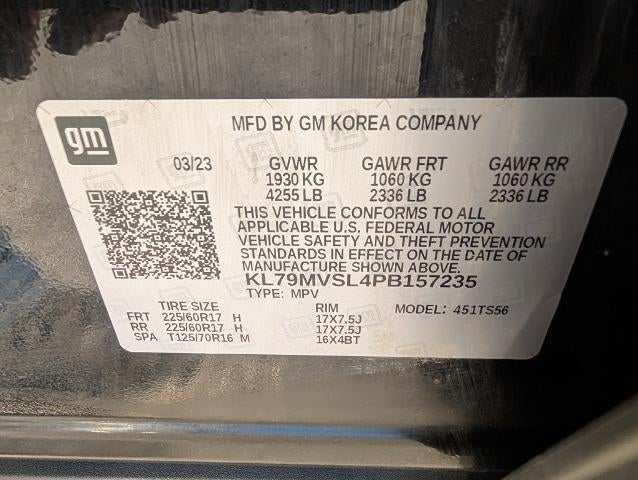 gm
MFD BY GM KOREA COMPANY
03/23 GVWR GAWR FRT GAWR RR
1930 KG 1060 KG 1060 KG
4255 LB 2336 LB 2336 LB
THIS VEHICLE CONFORMS TO ALL
APPLICABLE U.S. FEDERAL MOTOR
VEHICLE SAFETY AND THEFT PREVENTION
STANDARDS IN EFFECT ON THE DATE OF
MANUFACTURE SHOWN ABOVE.
KL79MVSL4PB157235
TYPE: MPV
TIRE SIZE RIM MODEL: 451TS56
FRT 225/60R17 H 17X7.5J
RR 225/60R17 H 17X7.5J
SPA T125/70R16 M 16X4BT